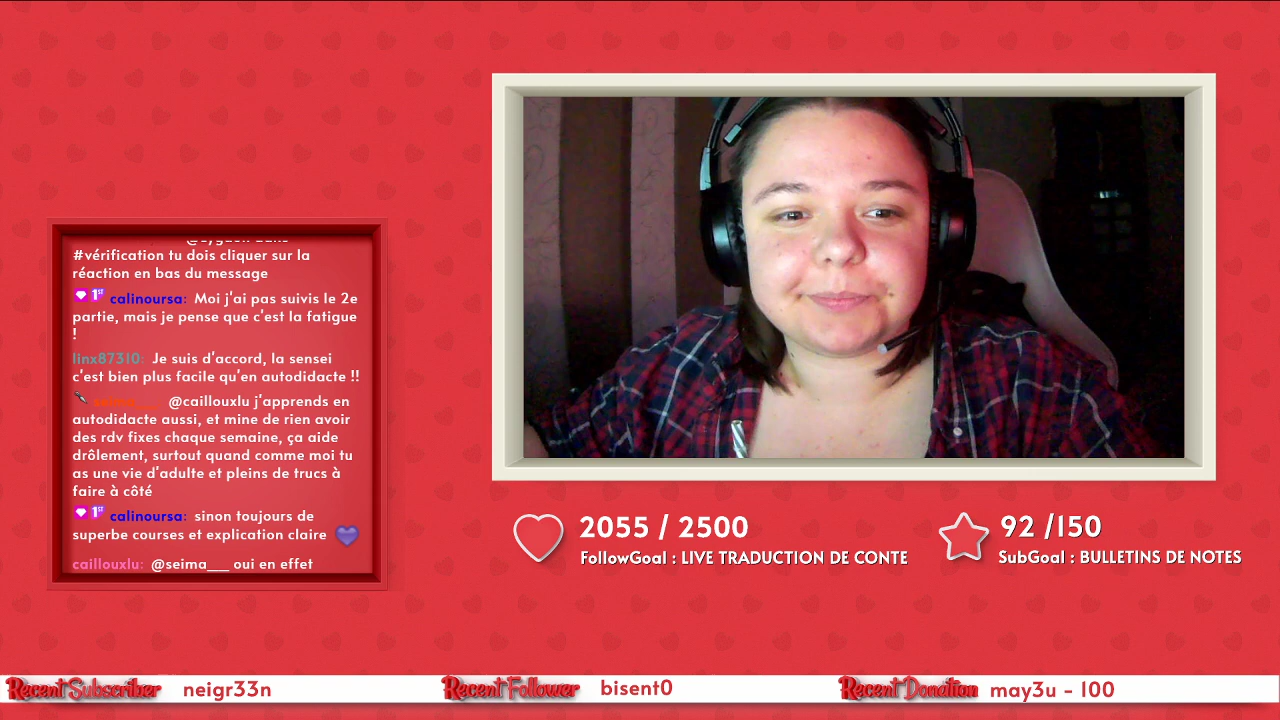 #vérification tu dois cliquer sur la
réaction en bas du message
1ST calinoursa: Moi j'ai pas suivis le 2e
partie, mais je pense que c'est la fatigue
!
linx87310: Je suis d'accord, la sensei
c'est bien plus facile qu'en autodidacte !!
@caillouxlu j'apprends en
autodidacte aussi, et mine de rien avoir
des rdv fixes chaque semaine, ça aide
drôlement, surtout quand comme moi tu
as une vie d'adulte et pleins de trucs à
faire à côté
1ST calinoursa: sinon toujours de
superbe courses et explication claire
caillouxlu: @seima___ oui en effet
2055 / 2500
FollowGoal : LIVE TRADUCTION DE CONTE
92 /150
SubGoal : BULLETINS DE NOTES
Recent Subscriber neigr33n
Recent Follower bisent0
Recent Donation may3u - 100